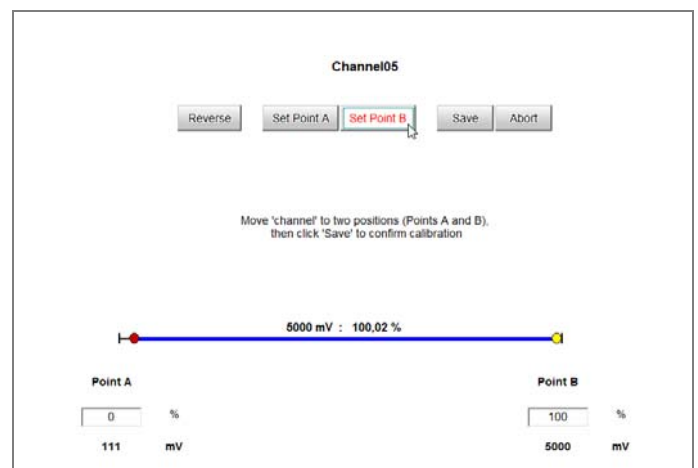 Channel05
Reverse Set Point A Set Point B Save Abort
Move 'channel' to two positions (Points A and B),
then click 'Save' to confirm calibration
5000 mV : 100,02 %
Point A Point B
0 % 100 %
111 mV 5000 mV